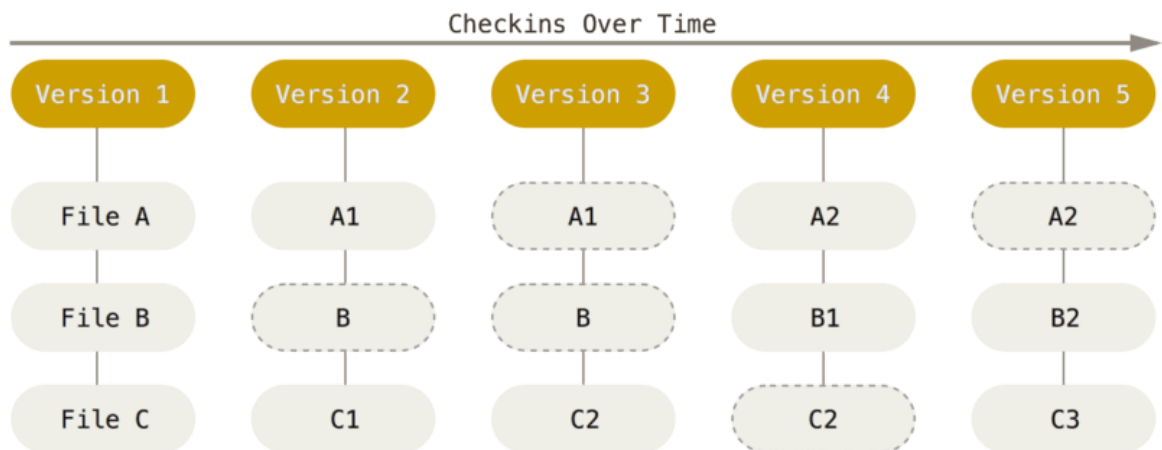 Checkins Over Time
Version 1 Version 2 Version 3 Version 4 Version 5
File A A1 A1 A2 A2
File B B B B1 B2
File C C1 C2 C2 C3